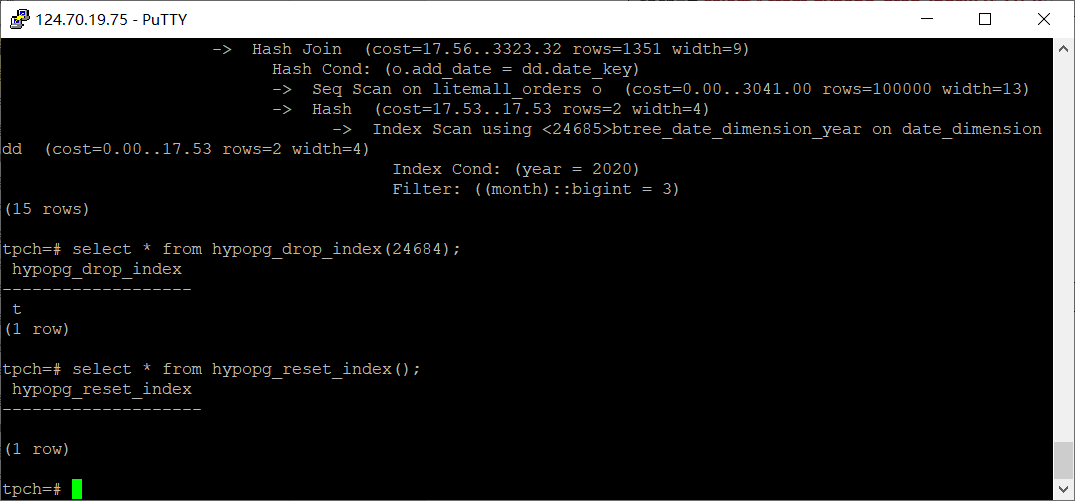 124.70.19.75 - PuTTY
-> Hash Join (cost=17.56..3323.32 rows=1351 width=9)
Hash Cond: (o.add_date = dd.date_key)
-> Seq Scan on litemall_orders o (cost=0.00..3041.00 rows=100000 width=13)
-> Hash (cost=17.53..17.53 rows=2 width=4)
-> Index Scan using <24685>btree_date_dimension_year on date_dimension
dd (cost=0.00..17.53 rows=2 width=4)
Index Cond: (year = 2020)
Filter: ((month)::bigint = 3)
(15 rows)
tpch=# select * from hypopg_drop_index(24684);
hypopg_drop_index
-------------------
t
(1 row)
tpch=# select * from hypopg_reset_index();
hypopg_reset_index
--------------------
(1 row)
tpch=#